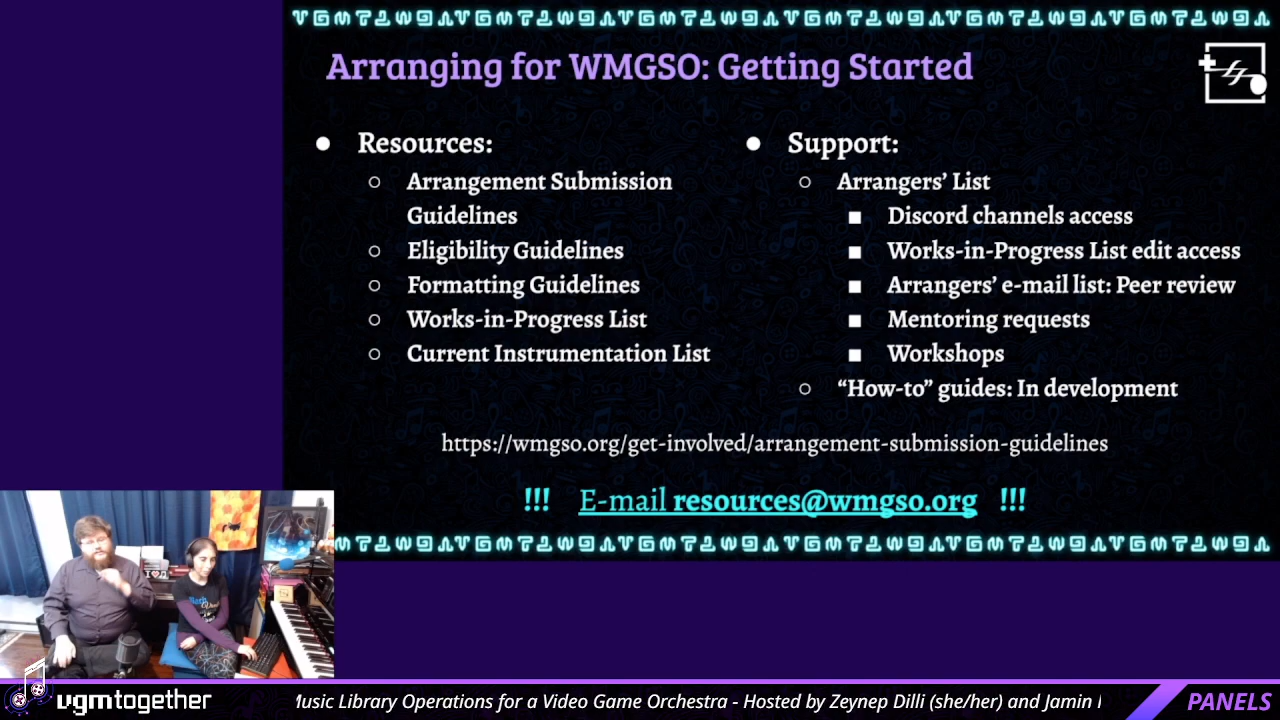 Arranging for WMGSO: Getting Started
Resources:
Arrangement Submission
Guidelines
Eligibility Guidelines
Formatting Guidelines
Works-in-Progress List
Current Instrumentation List
Support:
Arrangers’ List
Discord channels access
Works-in-Progress List edit access
Arrangers’ e-mail list: Peer review
Mentoring requests
Workshops
“How-to” guides: In development
https://wmgso.org/get-involved/arrangement-submission-guidelines
!!! E-mail resources@wmgso.org !!!
vgmtogether
Music Library Operations for a Video Game Orchestra - Hosted by Zeynep Dilli (she/her) and Jamin
PANELS